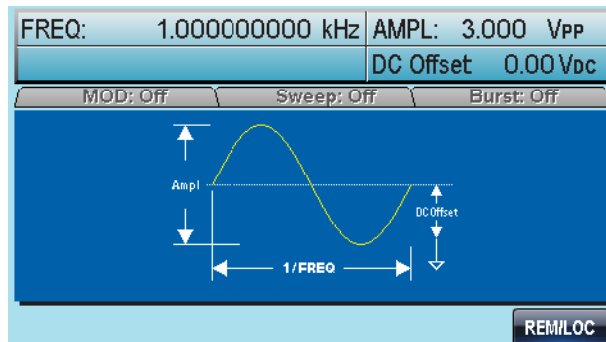 FREQ: 1.000000000 kHz AMPL: 3.000 VPP
DC Offset 0.00 VDC
MOD: Off Sweep: Off Burst: Off
Ampl
DC Offset
1/FREQ
REM/LOC